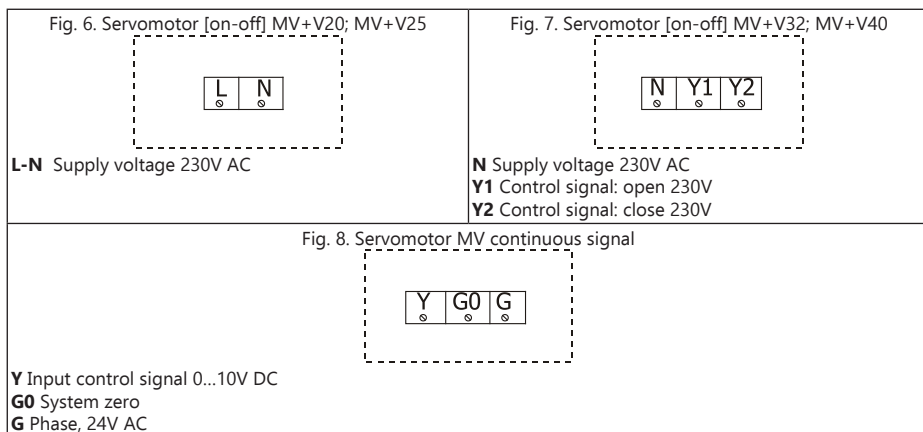 Fig. 6. Servomotor [on-off] MV+V20; MV+V25
L N
L-N Supply voltage 230V AC
Fig. 7. Servomotor [on-off] MV+V32; MV+V40
N Y1 Y2
N Supply voltage 230V AC
Y1 Control signal: open 230V
Y2 Control signal: close 230V
Fig. 8. Servomotor MV continuous signal
Y G0 G
Y Input control signal 0...10V DC
G0 System zero
G Phase, 24V AC